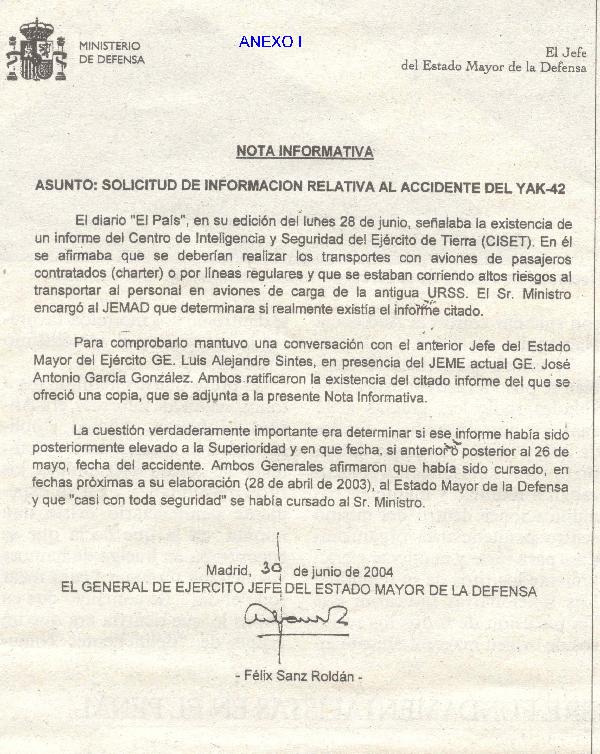 ANEXO I
MINISTERIO
DE DEFENSA
El Jefe
del Estado Mayor de la Defensa
NOTA INFORMATIVA
ASUNTO: SOLICITUD DE INFORMACION RELATIVA AL ACCIDENTE DEL YAK-42
El diario "El País", en su edición del lunes 28 de junio, señalaba la existencia de
un informe del Centro de Inteligencia y Seguridad del Ejército de Tierra (CISET). En él
se afirmaba que se deberían realizar los transportes con aviones de pasajeros
contratados (charter) o por líneas regulares y que se estaban corriendo altos riesgos al
transportar al personal en aviones de carga de la antigua URSS. El Sr. Ministro
encargó al JEMAD que determinara si realmente existía el informe citado.
Para comprobarlo mantuvo una conversación con el anterior Jefe del Estado
Mayor del Ejército GE. Luis Alejandre Sintes, en presencia del JEME actual GE. José
Antonio García González. Ambos ratificaron la existencia del citado informe del que se
ofreció una copia, que se adjunta a la presente Nota Informativa.
La cuestión verdaderamente importante era determinar si ese informe había sido
posteriormente elevado a la Superioridad y en que fecha, si anterior o posterior al 26 de
mayo, fecha del accidente. Ambos Generales afirmaron que había sido cursado, en
fechas próximas a su elaboración (28 de abril de 2003), al Estado Mayor de la Defensa
y que "casi con toda seguridad" se había cursado al Sr. Ministro.
Madrid, 30 de junio de 2004
EL GENERAL DE EJERCITO JEFE DEL ESTADO MAYOR DE LA DEFENSA
- Félix Sanz Roldán -